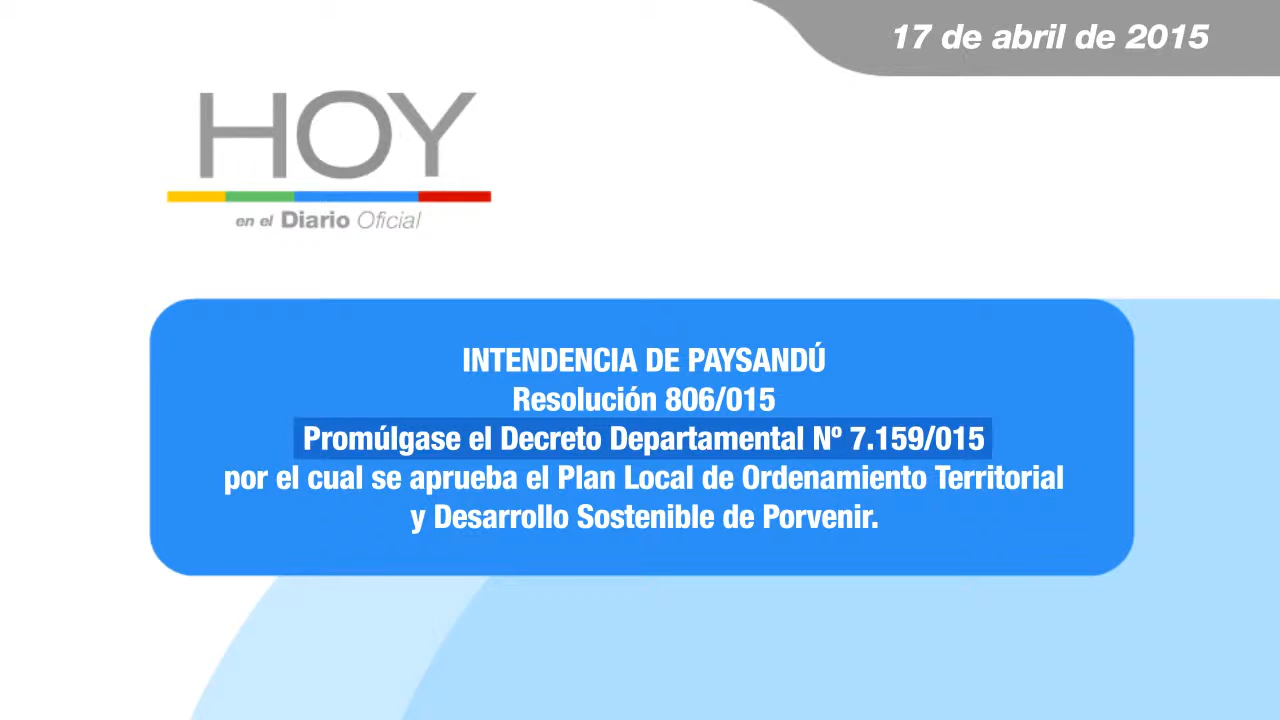 17 de abril de 2015
HOY
en el Diario Oficial
INTENDENCIA DE PAYSANDÚ
Resolución 806/015
Promúlgase el Decreto Departamental Nº 7.159/015
por el cual se aprueba el Plan Local de Ordenamiento Territorial
y Desarrollo Sostenible de Porvenir.